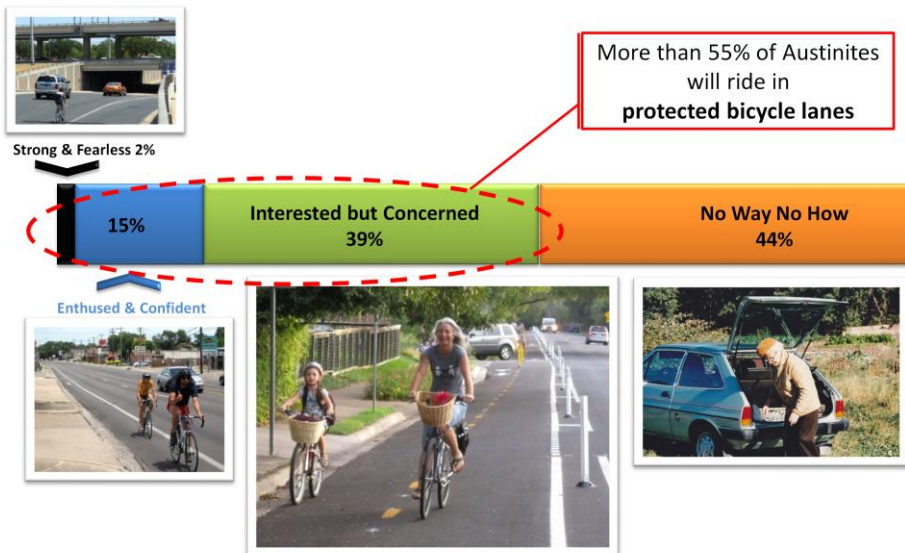 More than 55% of Austinites
will ride in
protected bicycle lanes
Strong & Fearless 2%
15%
Interested but Concerned
39%
No Way No How
44%
Enthused & Confident